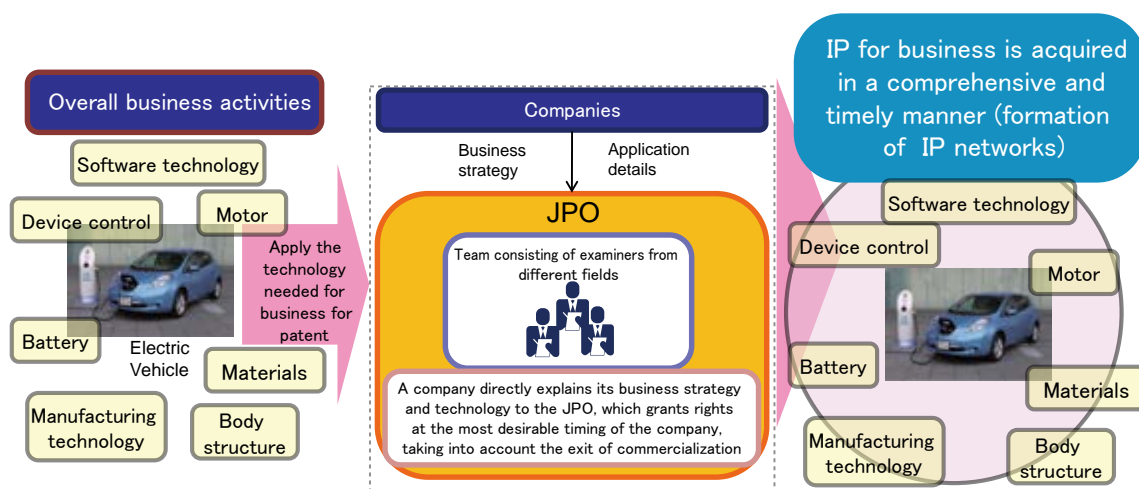 Overall business activities
Software technology
Device control
Motor
Battery
Electric
Vehicle
Materials
Manufacturing
technology
Body
structure
Apply the
technology
needed for
business for
patent
Companies
Business
strategy
Application
details
JPO
Team consisting of examiners from
different fields
A company directly explains its business strategy
and technology to the JPO, which grants rights
at the most desirable timing of the company,
taking into account the exit of commercialization
IP for business is acquired
in a comprehensive and
timely manner (formation
of IP networks)
Software technology
Device control
Motor
Battery
Materials
Manufacturing
technology
Body
structure